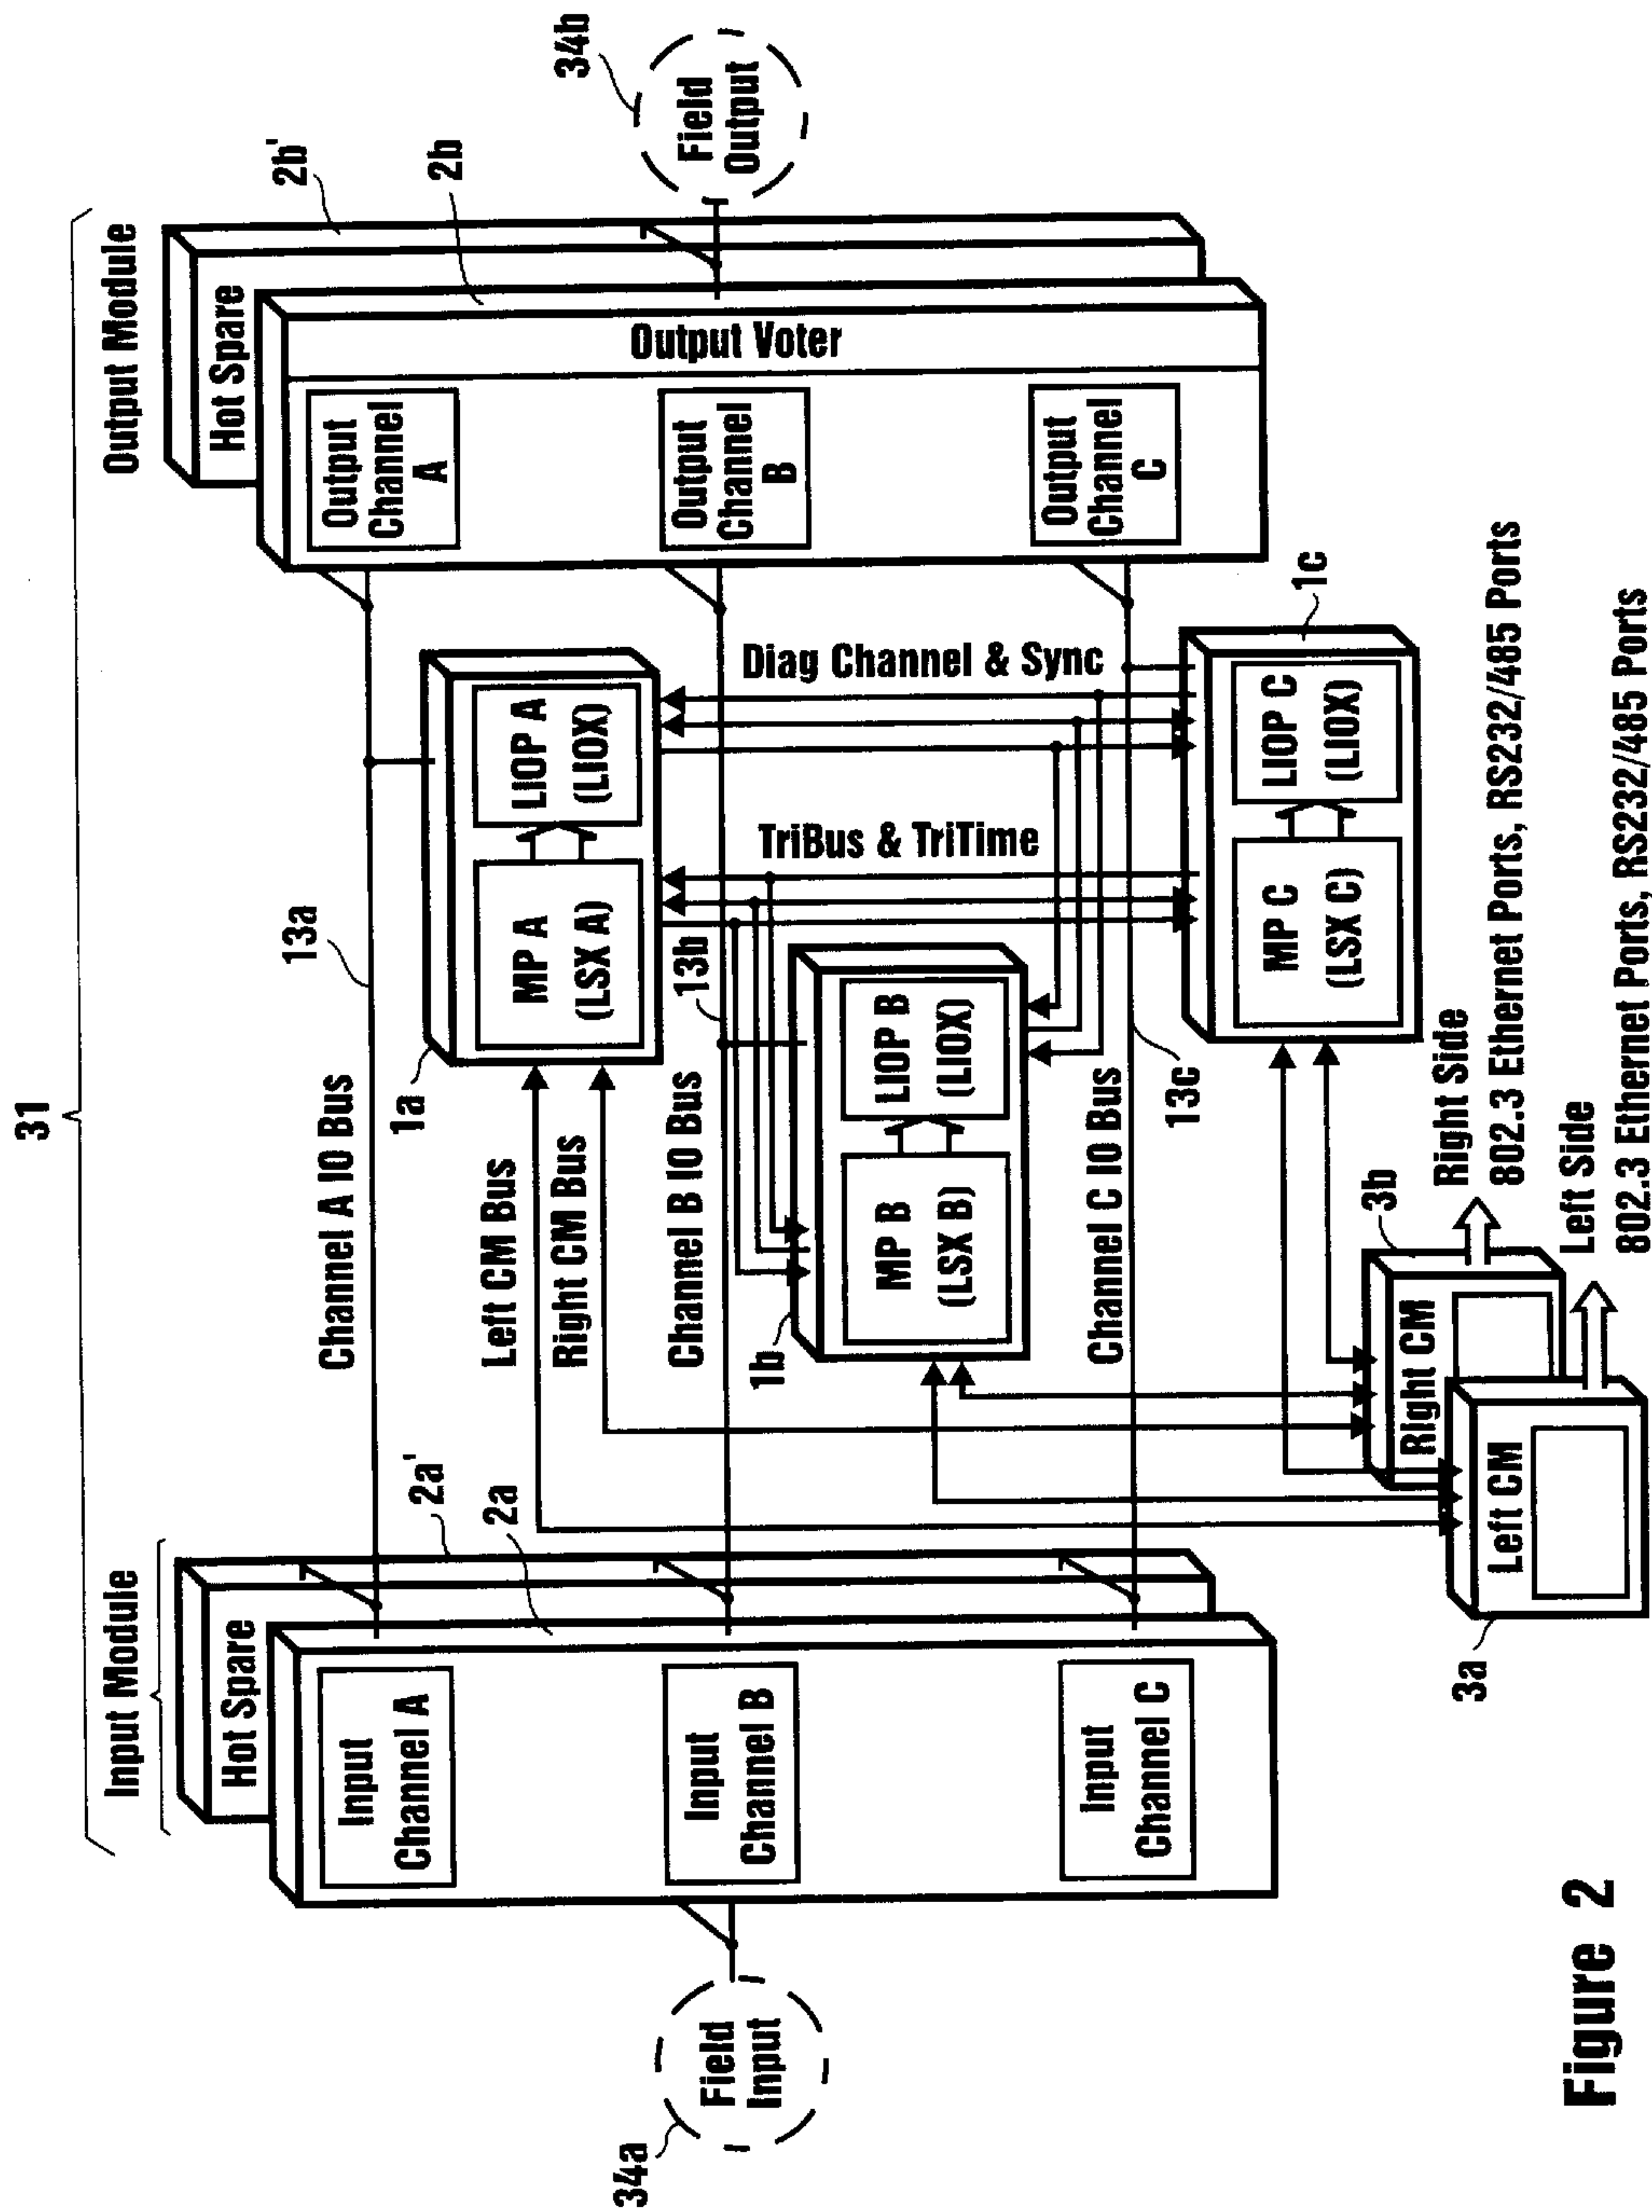 31
Input Module
Output Module
Hot Spare
Hot Spare
2b'
2b
34b
Field
Output
2a'
2a
Input
Channel A
Input
Channel B
Input
Channel C
34a
Field
Input
Channel A IO Bus
13a
Left CM Bus
Right CM Bus
1a
MP A
(LSX A)
LIOP A
(LIOX)
Channel B IO Bus
13b
TriBus & TriTime
Diag Channel & Sync
1b
MP B
(LSX B)
LIOP B
(LIOX)
Channel C IO Bus
13c
MP C
(LSX C)
LIOP C
(LIOX)
1c
Output
Channel
A
Output
Channel
B
Output
Channel
C
Output Voter
Right CM
3b
Left CM
3a
Right Side
802.3 Ethernet Ports, RS232/485 Ports
Left Side
802.3 Ethernet Ports, RS232/485 Ports
Figure 2